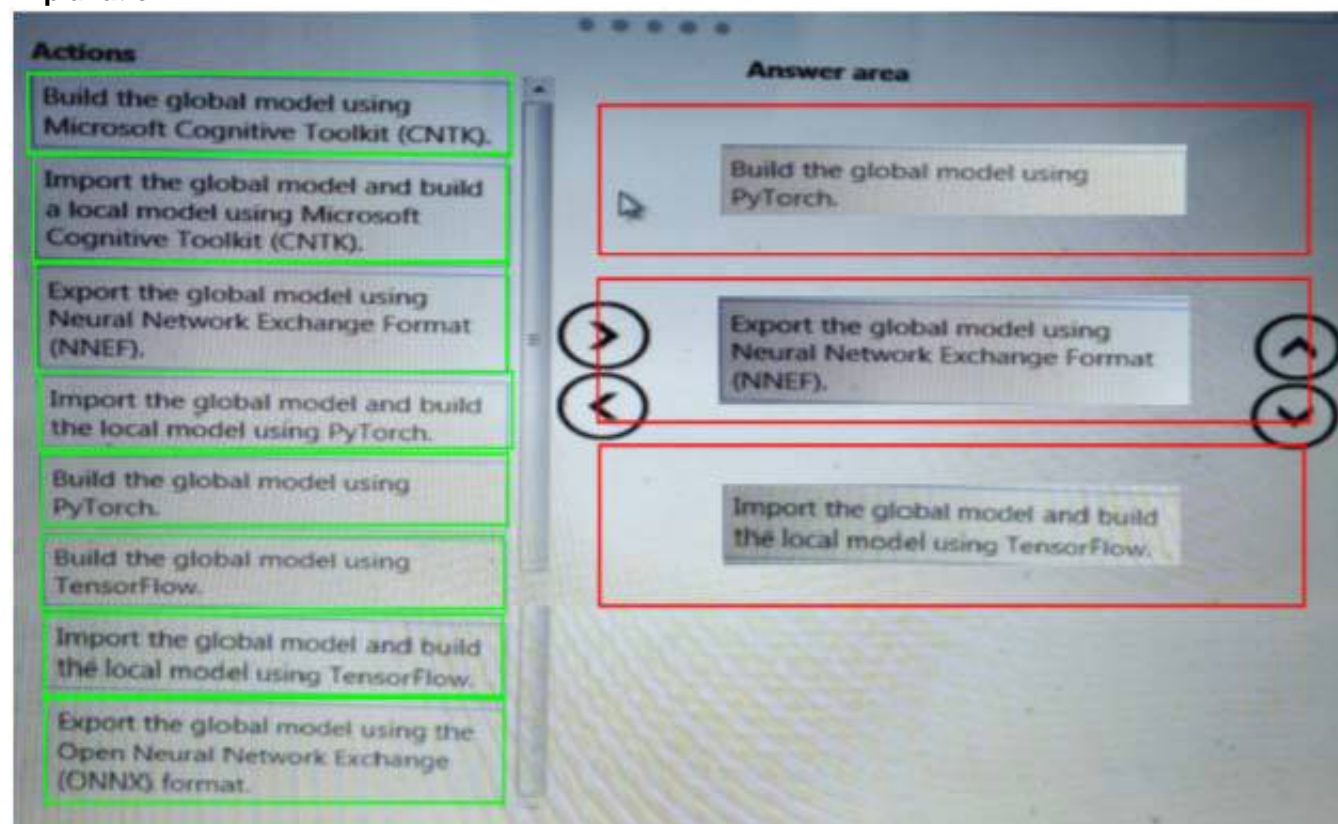 Actions
Build the global model using
Microsoft Cognitive Toolkit (CNTK).
Import the global model and build
a local model using Microsoft
Cognitive Toolkit (CNTK).
Export the global model using
Neural Network Exchange Format
(NNEF).
Import the global model and build
the local model using PyTorch.
Build the global model using
PyTorch.
Build the global model using
TensorFlow.
Import the global model and build
the local model using TensorFlow.
Export the global model using the
Open Neural Network Exchange
(ONNX) format.
Answer area
Build the global model using
PyTorch.
Export the global model using
Neural Network Exchange Format
(NNEF).
Import the global model and build
the local model using TensorFlow.